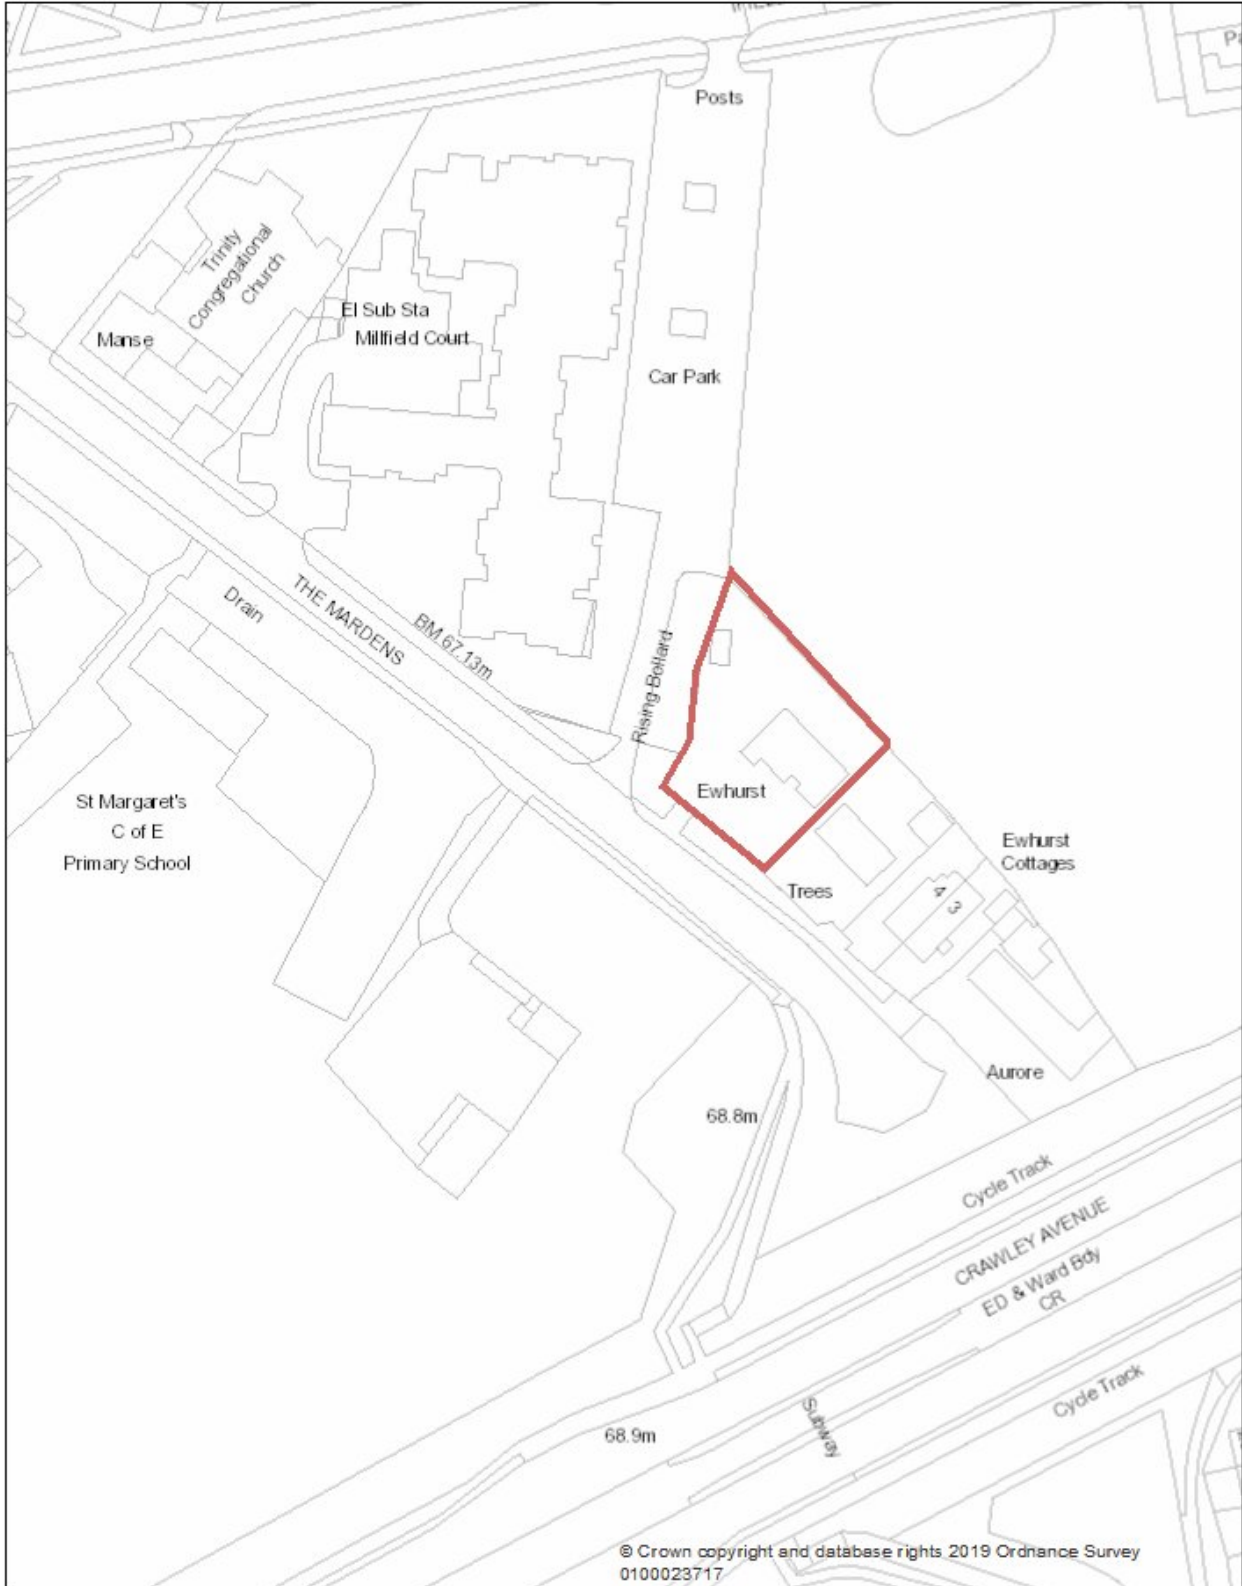 Posts
Trinity
Congregational
Church
El Sub Sta
Millfield Court
Manse
Car Park
Drain
THE MARDENS
BM 67.13m
Rising Bollard
Ewhurst
St Margaret's
C of E
Primary School
Ewhurst
Cottages
Trees
4
3
Aurore
68.8m
Cycle Track
CRAWLEY AVENUE
ED & Ward Bdy
CR
Cycle Track
Subway
68.9m
© Crown copyright and database rights 2019 Ordnance Survey
0100023717